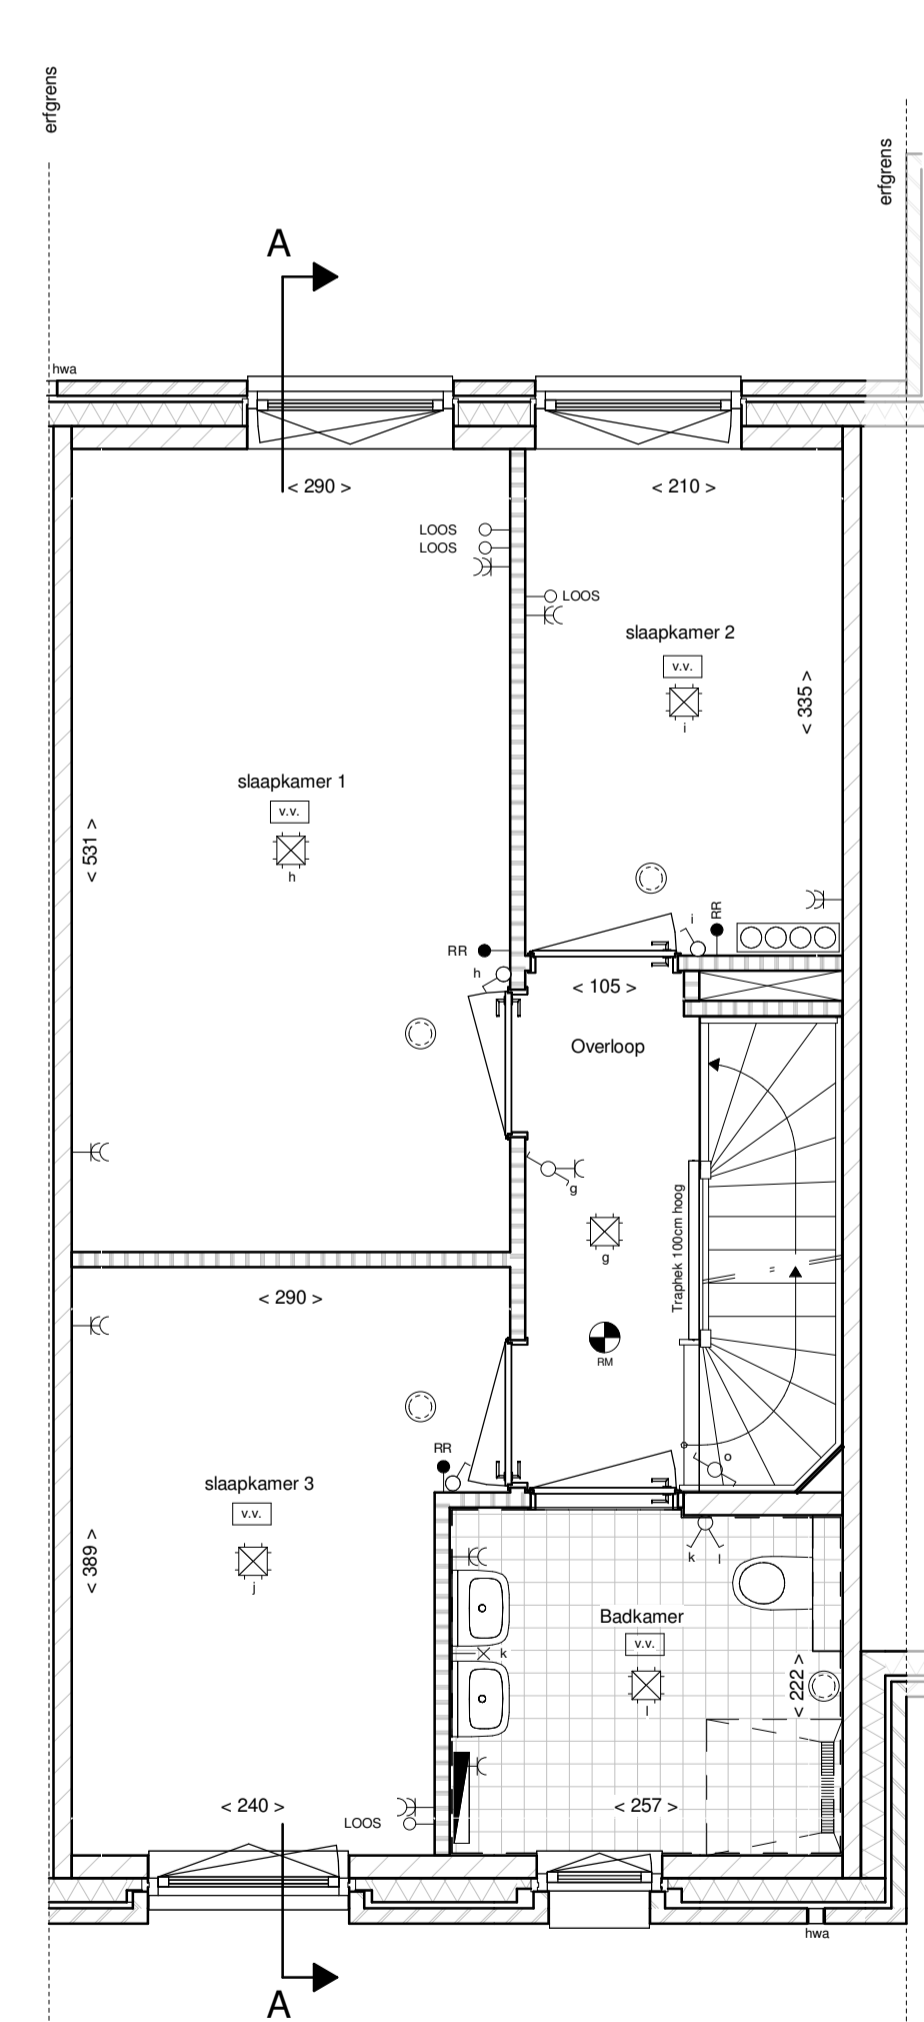 erfgrens
erfgrens
A
hwa
< 290 >
< 210 >
LOOS
LOOS
LOOS
slaapkamer 2
v.v.
i
< 335 >
slaapkamer 1
v.v.
h
< 531 >
RR
i
RR
h
< 105 >
Overloop
g
g
Traphek 100cm hoog
RM
< 290 >
RR
o
slaapkamer 3
v.v.
j
< 389 >
k l
Badkamer
v.v.
l
k
< 222 >
< 240 >
< 257 >
LOOS
hwa
A